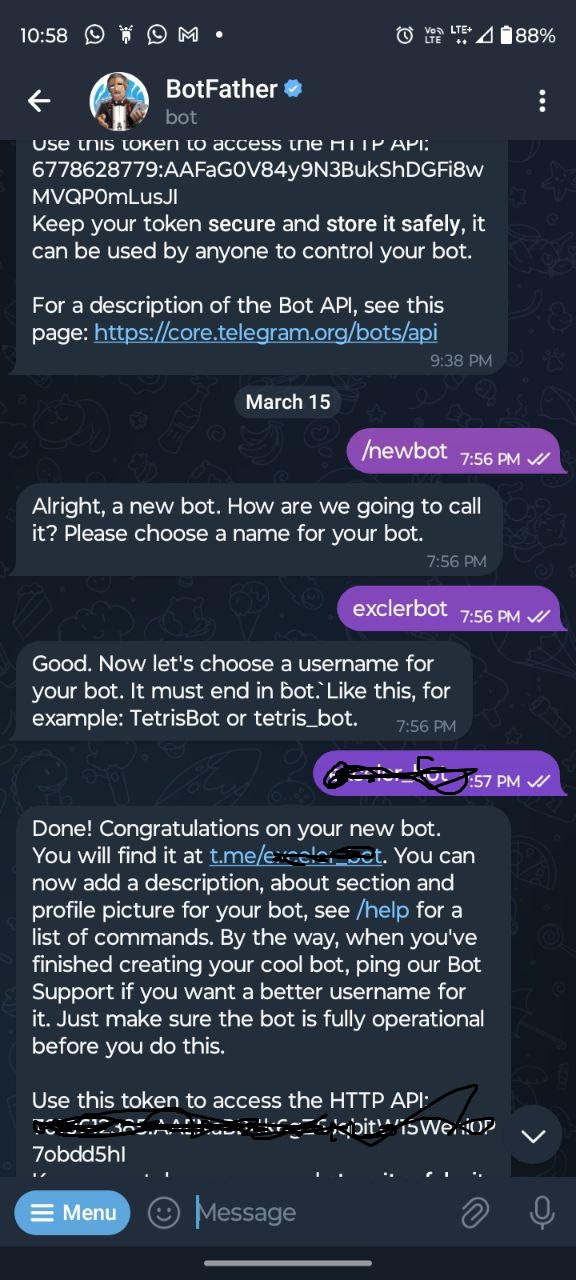 10:58
Vo) LTE LTE+ 88%
BotFather
bot
Use this token to access the HTTP API:
6778628779:AAFaG0V84y9N3BukShDGFi8w
MVQP0mLusJI
Keep your token secure and store it safely, it
can be used by anyone to control your bot.
For a description of the Bot API, see this
page: https://core.telegram.org/bots/api
9:38 PM
March 15
/newbot 7:56 PM
Alright, a new bot. How are we going to call
it? Please choose a name for your bot.
7:56 PM
exclerbot 7:56 PM
Good. Now let's choose a username for
your bot. It must end in `bot`. Like this, for
example: TetrisBot or tetris_bot.
7:56 PM
:57 PM
Done! Congratulations on your new bot.
You will find it at t.me/ You can
now add a description, about section and
profile picture for your bot, see /help for a
list of commands. By the way, when you've
finished creating your cool bot, ping our Bot
Support if you want a better username for
it. Just make sure the bot is fully operational
before you do this.
Use this token to access the HTTP API:
7obdd5hl
Menu
Message